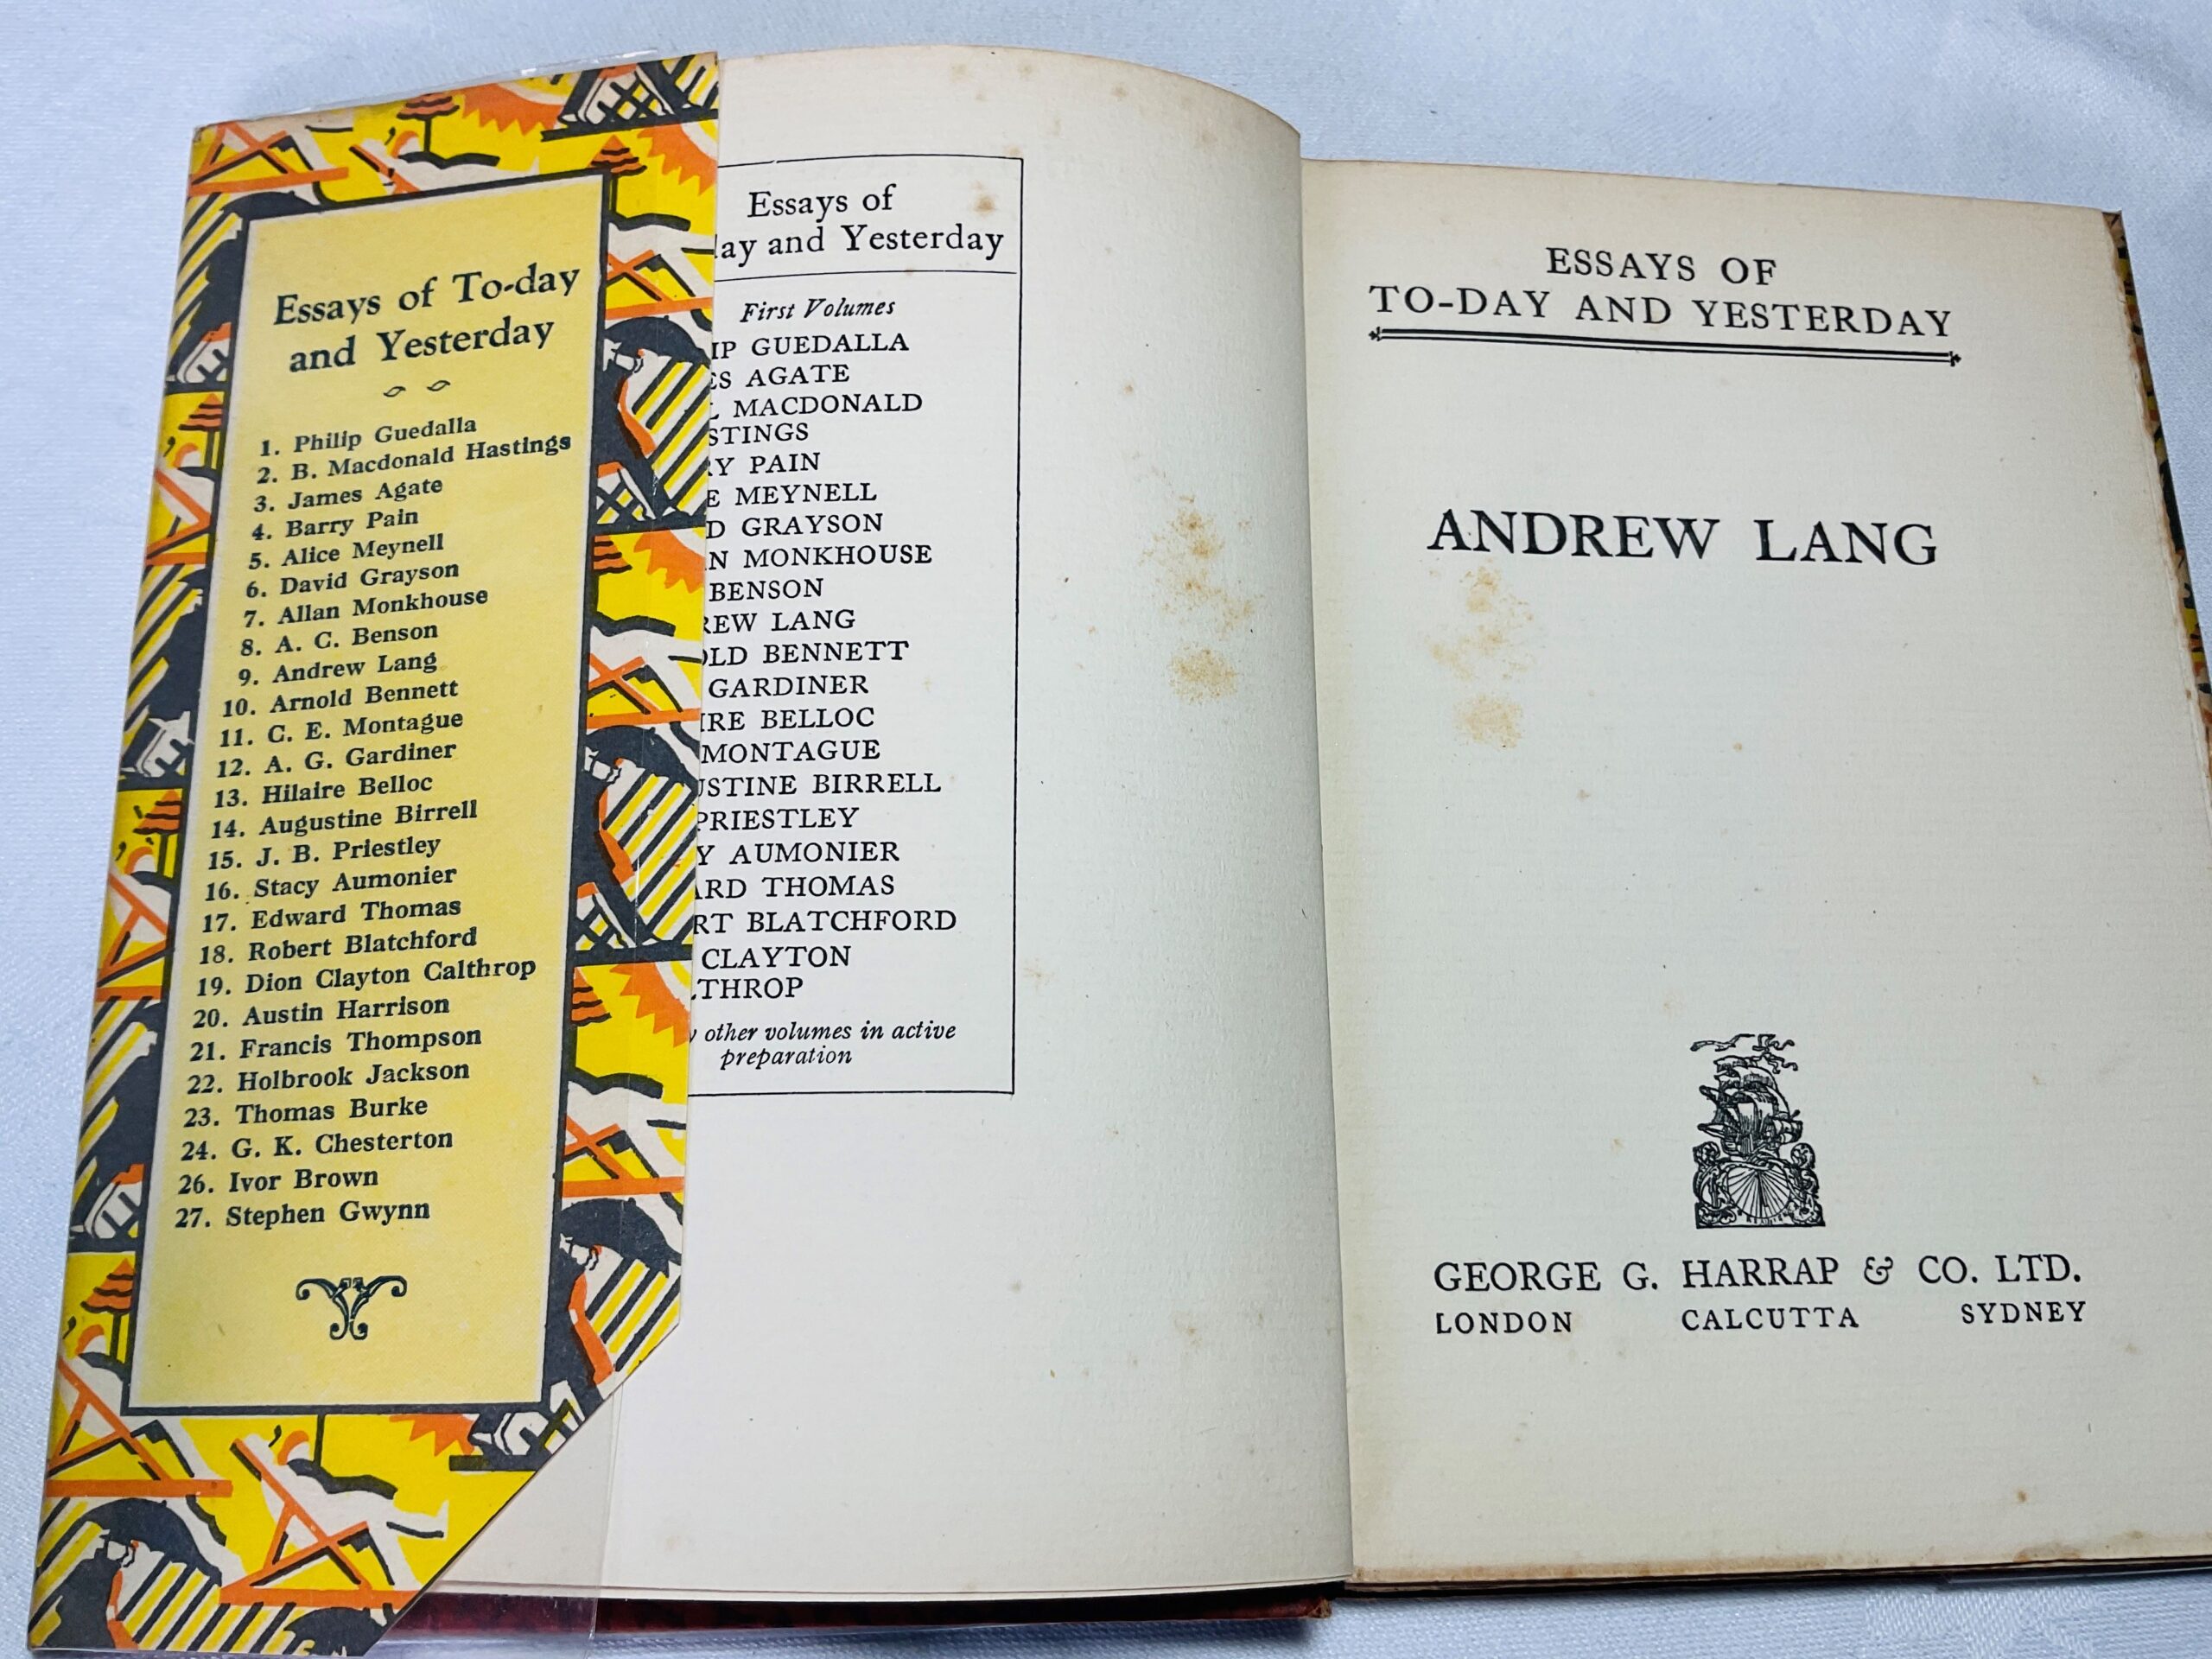 Essays of To-day
and Yesterday
1. Philip Guedalla
2. B. Macdonald Hastings
3. James Agate
4. Barry Pain
5. Alice Meynell
6. David Grayson
7. Allan Monkhouse
8. A. C. Benson
9. Andrew Lang
10. Arnold Bennett
11. C. E. Montague
12. A. G. Gardiner
13. Hilaire Belloc
14. Augustine Birrell
15. J. B. Priestley
16. Stacy Aumonier
17. Edward Thomas
18. Robert Blatchford
19. Dion Clayton Calthrop
20. Austin Harrison
21. Francis Thompson
22. Holbrook Jackson
23. Thomas Burke
24. G. K. Chesterton
26. Ivor Brown
27. Stephen Gwynn
Essays of
ay and Yesterday
First Volumes
IP GUEDALLA
ES AGATE
MACDONALD
STINGS
RY PAIN
E MEYNELL
D GRAYSON
N MONKHOUSE
BENSON
REW LANG
OLD BENNETT
GARDINER
IRE BELLOC
MONTAGUE
USTINE BIRRELL
PRIESTLEY
Y AUMONIER
ARD THOMAS
RT BLATCHFORD
CLAYTON
THROP
other volumes in active
preparation
ESSAYS OF
TO-DAY AND YESTERDAY
ANDREW LANG
GEORGE G. HARRAP & CO. LTD.
LONDON CALCUTTA SYDNEY